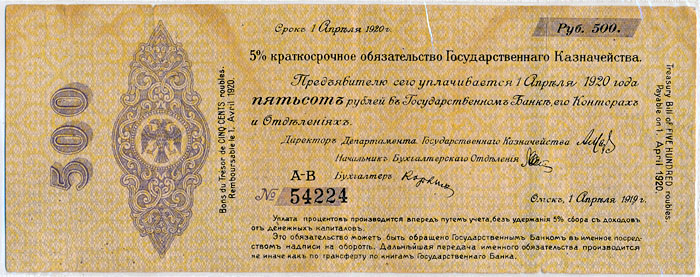 Срокъ 1 Апрѣля 1920 г.
Руб. 500.
5% краткосрочное обязательство Государственнаго Казначейства.
Предъявителю сего уплачивается 1 Апрѣля 1920 года
пятьсотъ рублей въ Государственномъ Банкѣ, его Конторахъ
и Отдѣленіяхъ.
Директоръ Департамента Государственнаго Казначейства
Начальникъ Бухгалтерскаго Отдѣленія
А-В Бухгалтеръ
№ 54224
Омскъ, 1 Апрѣля 1919 г.
Уплата процентовъ производится впередъ путемъ учета, безъ удержанія 5% сбора съ доходовъ
отъ денежныхъ капиталовъ.
Это обязательство можетъ быть обращено Государственнымъ Банкомъ въ именное посред-
ствомъ надписи на оборотѣ. Дальнѣйшая передача именного обязательства производится
не иначе какъ по трансферту по книгамъ Государственнаго Банка.
500
Bons du Trésor de CINQ CENTS roubles.
Remboursable le 1. Avril 1920.
Treasury Bill of FIVE HUNDRED roubles.
Payable on 1. April 1920.